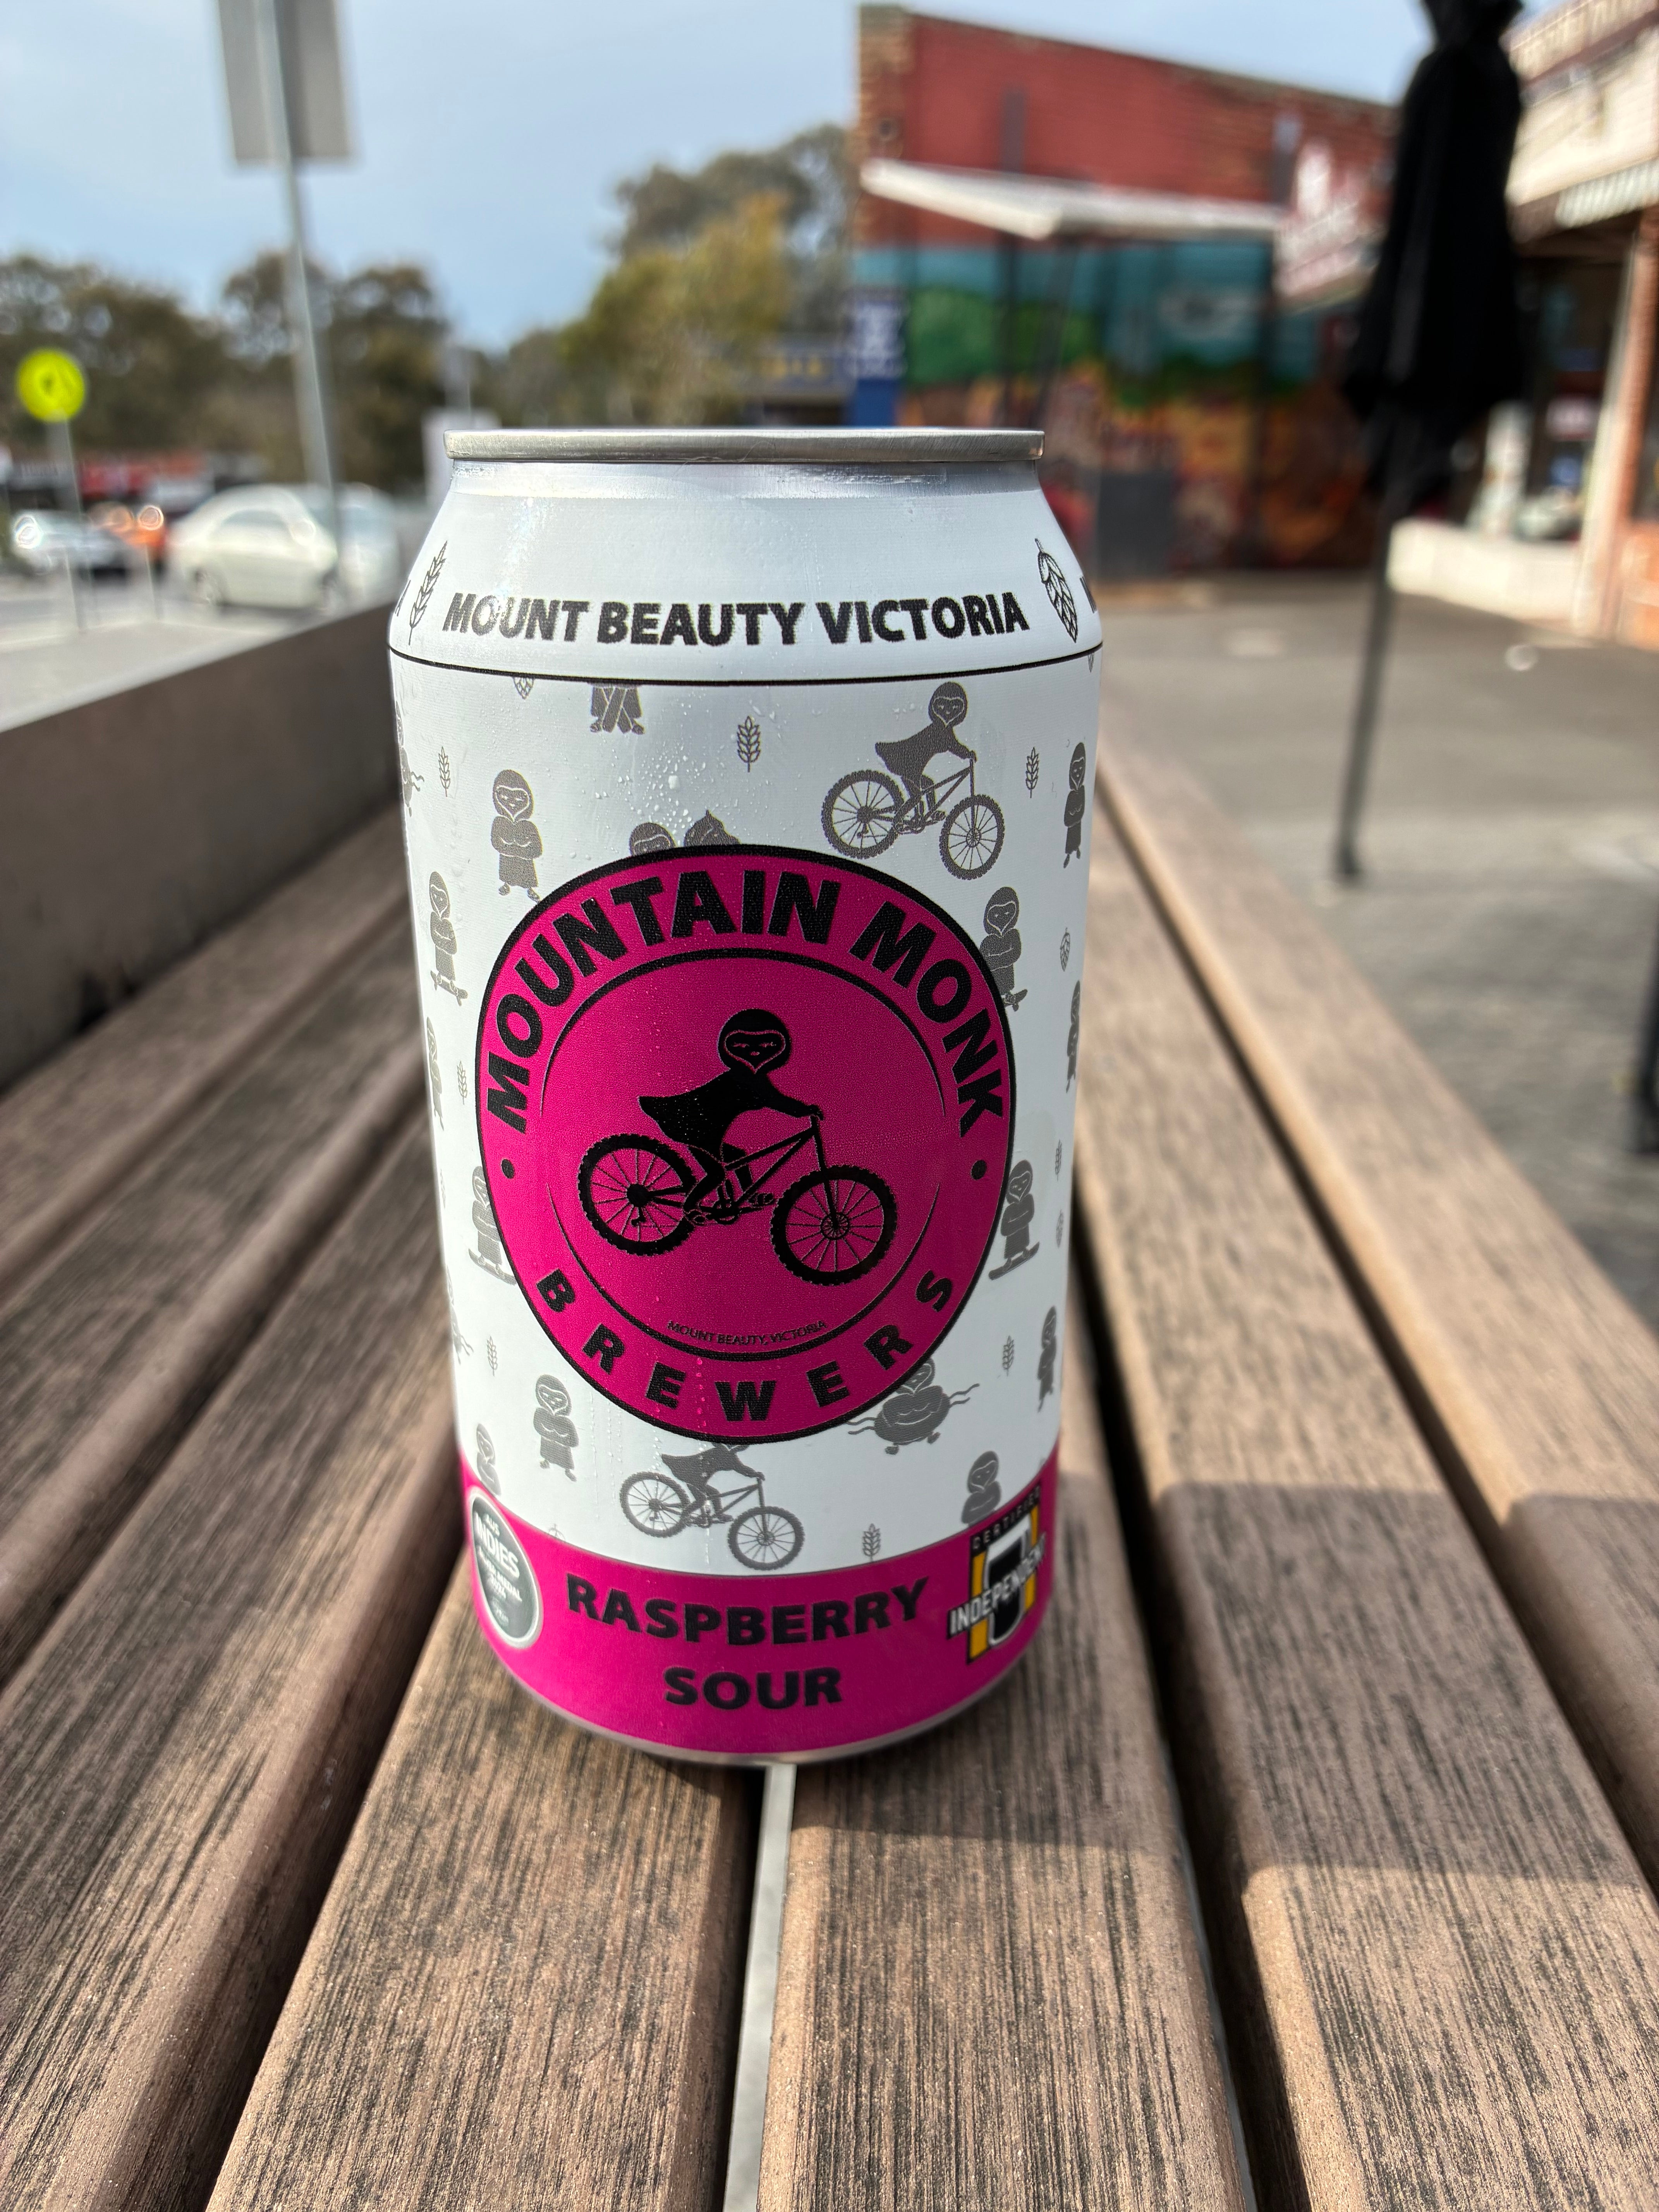 MOUNT BEAUTY VICTORIA
MOUNTAIN MONK
MOUNT BEAUTY, VICTORIA
BREWERS
INDIES
CERTIFIED
INDEPENDENT
RASPBERRY
SOUR